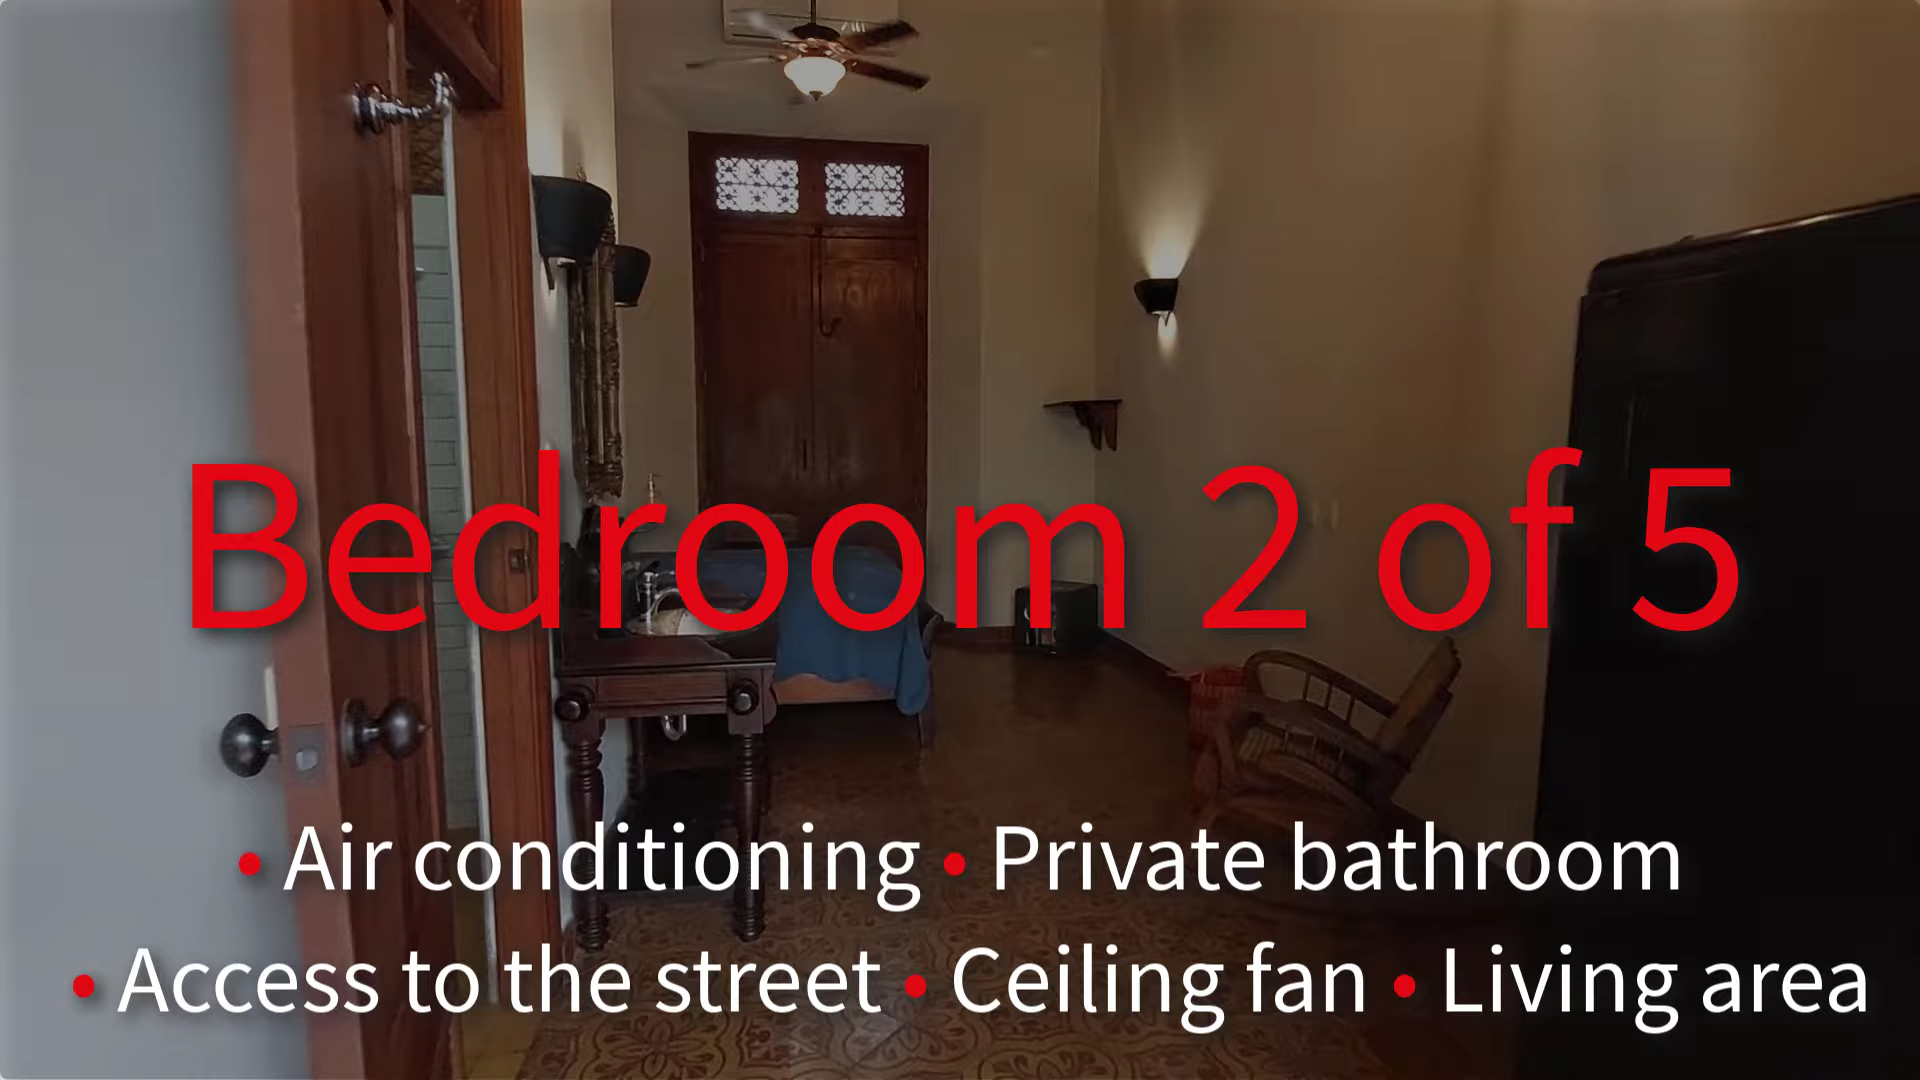 Bedroom 2 of 5
• Air conditioning • Private bathroom
• Access to the street • Ceiling fan • Living area